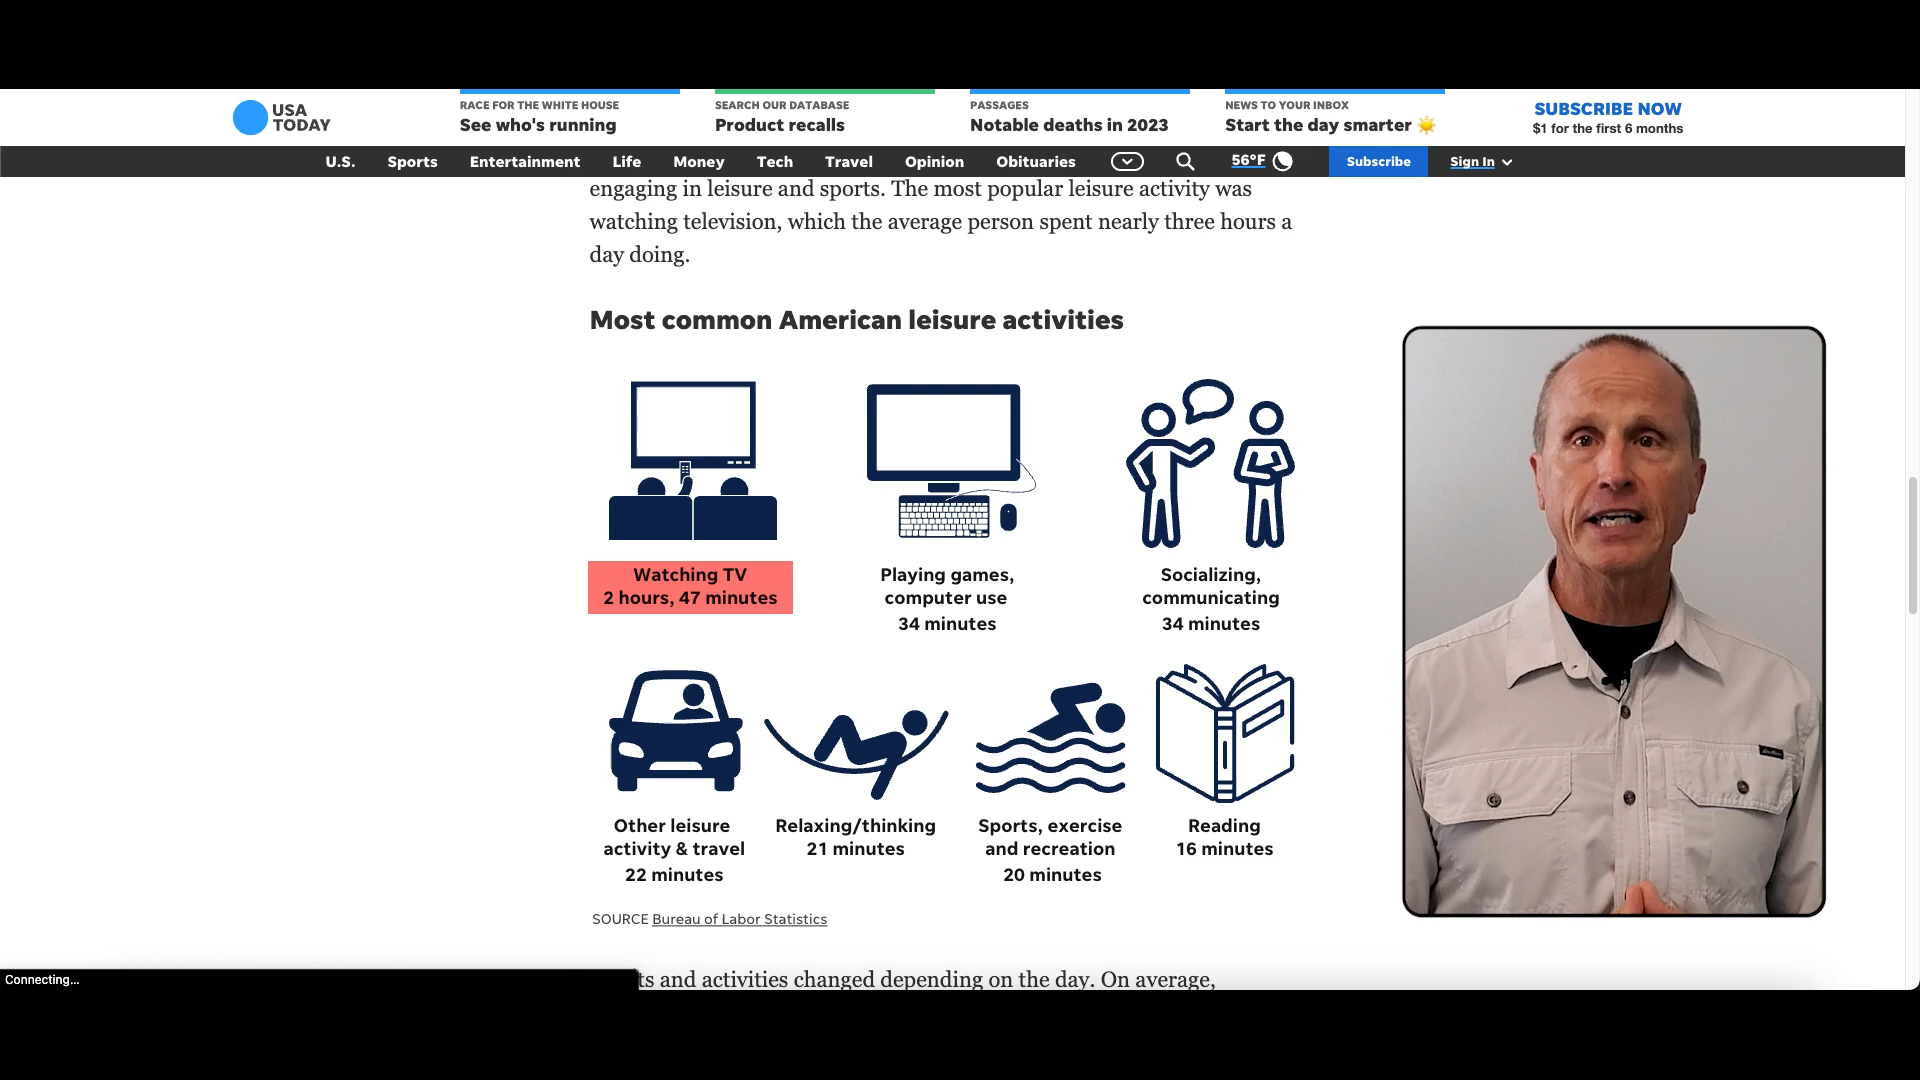 USA
TODAY
RACE FOR THE WHITE HOUSE
See who's running
SEARCH OUR DATABASE
Product recalls
PASSAGES
Notable deaths in 2023
NEWS TO YOUR INBOX
Start the day smarter ☀️
SUBSCRIBE NOW
$1 for the first 6 months
U.S. Sports Entertainment Life Money Tech Travel Opinion Obituaries 56°F Subscribe Sign In
engaging in leisure and sports. The most popular leisure activity was
watching television, which the average person spent nearly three hours a
day doing.
Most common American leisure activities
Watching TV
2 hours, 47 minutes
Playing games,
computer use
34 minutes
Socializing,
communicating
34 minutes
Other leisure
activity & travel
22 minutes
Relaxing/thinking
21 minutes
Sports, exercise
and recreation
20 minutes
Reading
16 minutes
SOURCE Bureau of Labor Statistics
Connecting...
ts and activities changed depending on the day. On average,